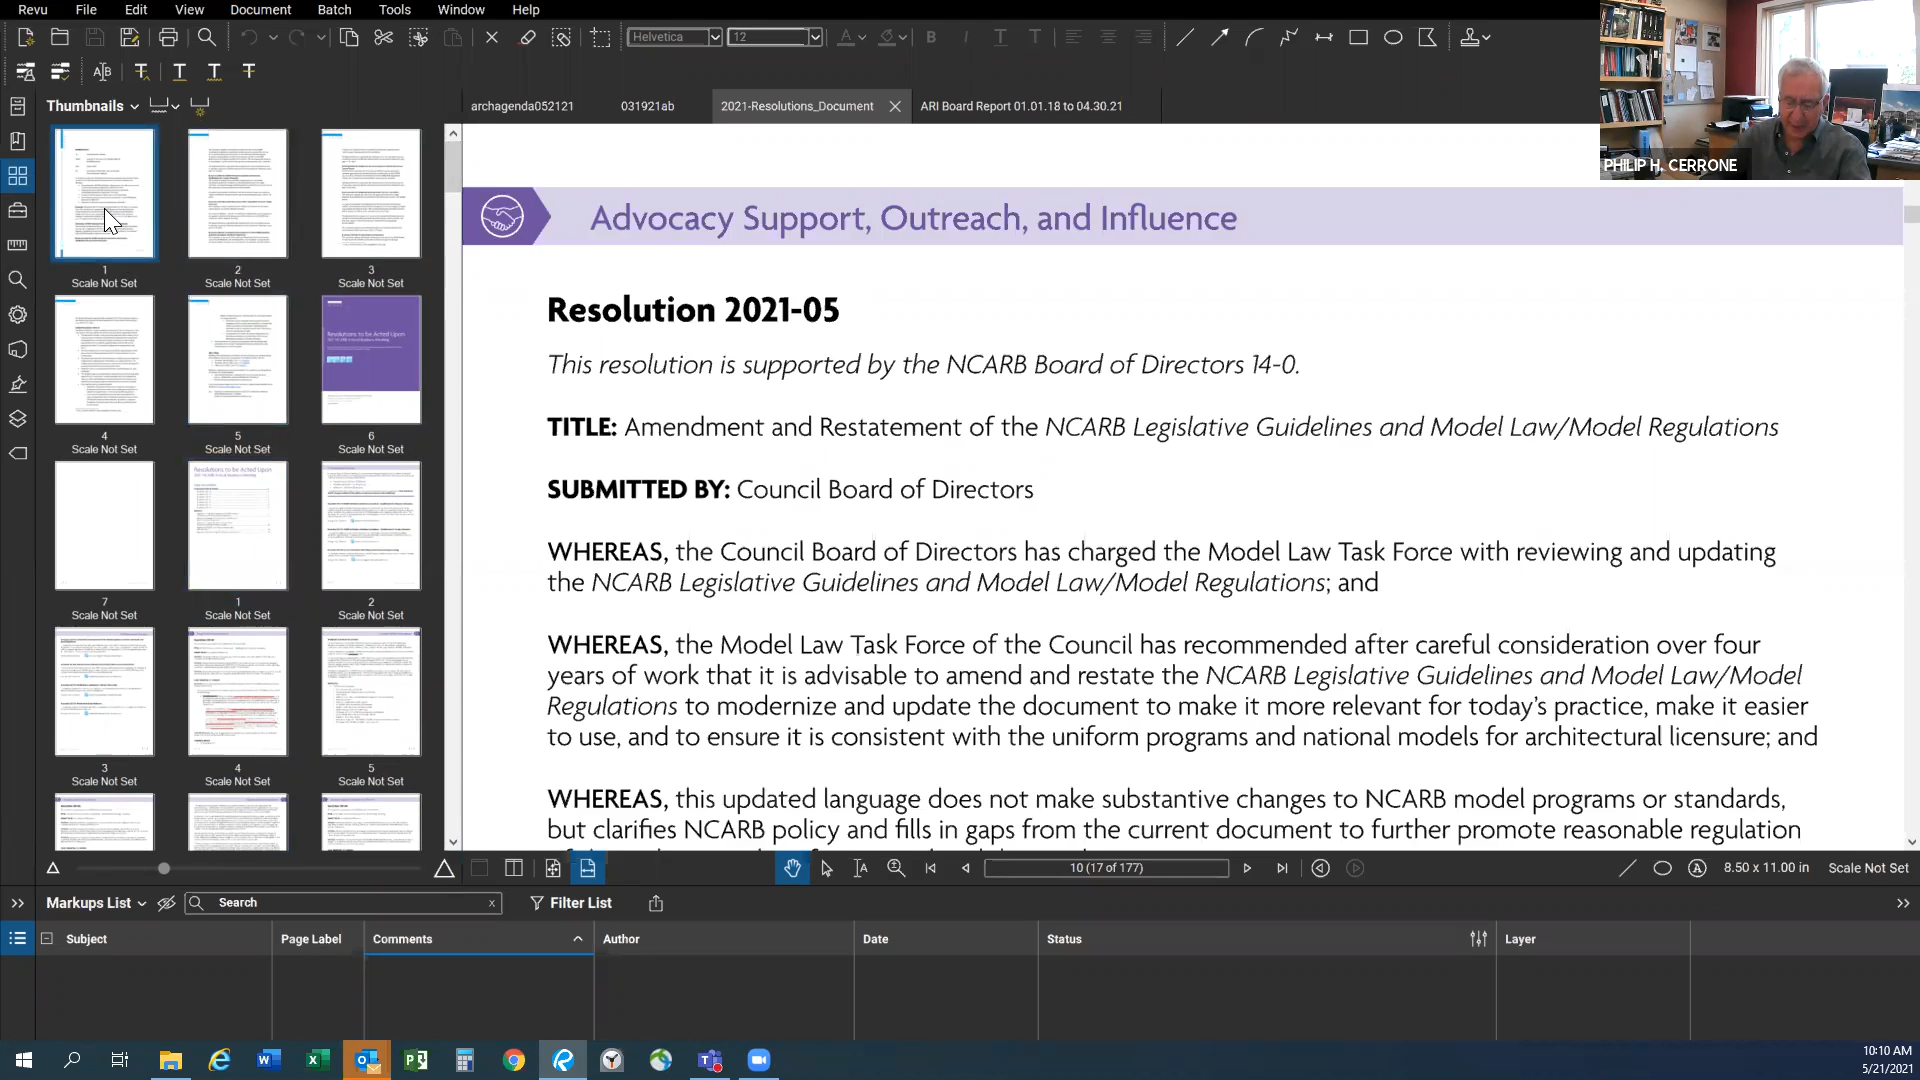 Revu File Edit View Document Batch Tools Window Help
Helvetica 12
Thumbnails
archagenda052121 031921ab 2021-Resolutions_Document ARI Board Report 01.01.18 to 04.30.21
PHILIP H. CERRONE
1 2 3
Scale Not Set Scale Not Set Scale Not Set
Resolutions to be Acted Upon
4 5 6
Scale Not Set Scale Not Set Scale Not Set
Resolutions to be Acted Upon
7 1 2
Scale Not Set Scale Not Set Scale Not Set
3 4 5
Scale Not Set Scale Not Set Scale Not Set
Advocacy Support, Outreach, and Influence
Resolution 2021-05
This resolution is supported by the NCARB Board of Directors 14-0.
TITLE: Amendment and Restatement of the NCARB Legislative Guidelines and Model Law/Model Regulations
SUBMITTED BY: Council Board of Directors
WHEREAS, the Council Board of Directors has charged the Model Law Task Force with reviewing and updating
the NCARB Legislative Guidelines and Model Law/Model Regulations; and
WHEREAS, the Model Law Task Force of the Council has recommended after careful consideration over four
years of work that it is advisable to amend and restate the NCARB Legislative Guidelines and Model Law/Model
Regulations to modernize and update the document to make it more relevant for today's practice, make it easier
to use, and to ensure it is consistent with the uniform programs and national models for architectural licensure; and
WHEREAS, this updated language does not make substantive changes to NCARB model programs or standards,
but clarifies NCARB policy and fills in gaps from the current document to further promote reasonable regulation
10 (17 of 177) 8.50 x 11.00 in Scale Not Set
Markups List Search x Filter List
Subject Page Label Comments Author Date Status Layer
10:10 AM
5/21/2021